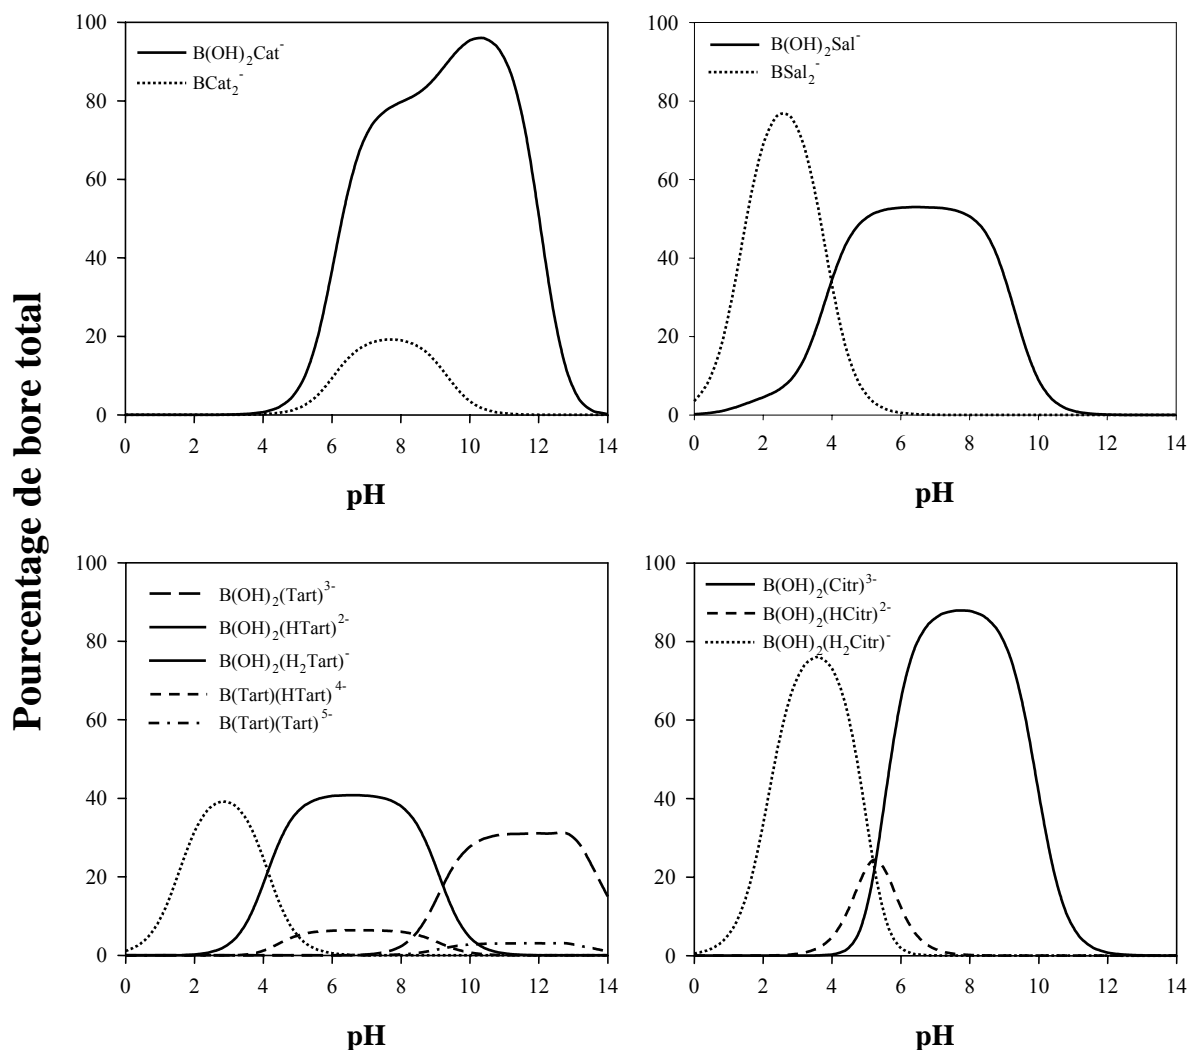 Pourcentage de bore total
100
80
60
40
20
0
B(OH)₂Cat⁻
BCat₂⁻
0 2 4 6 8 10 12 14
pH
100
80
60
40
20
0
B(OH)₂Sal⁻
BSal₂⁻
0 2 4 6 8 10 12 14
pH
100
80
60
40
20
0
B(OH)₂(Tart)³⁻
B(OH)₂(HTart)²⁻
B(OH)₂(H₂Tart)⁻
B(Tart)(HTart)⁴⁻
B(Tart)(Tart)⁵⁻
0 2 4 6 8 10 12 14
pH
100
80
60
40
20
0
B(OH)₂(Citr)³⁻
B(OH)₂(HCitr)²⁻
B(OH)₂(H₂Citr)⁻
0 2 4 6 8 10 12 14
pH